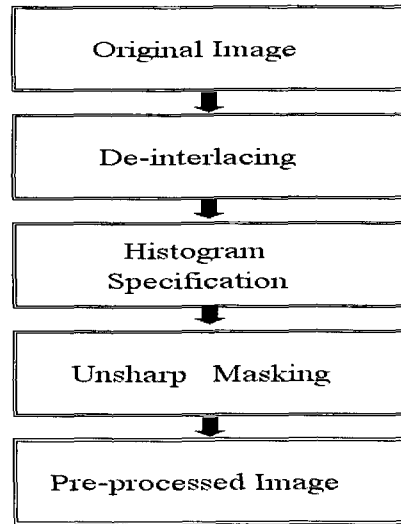 Original Image
De-interlacing
Histogram
Specification
Unsharp Masking
Pre-processed Image